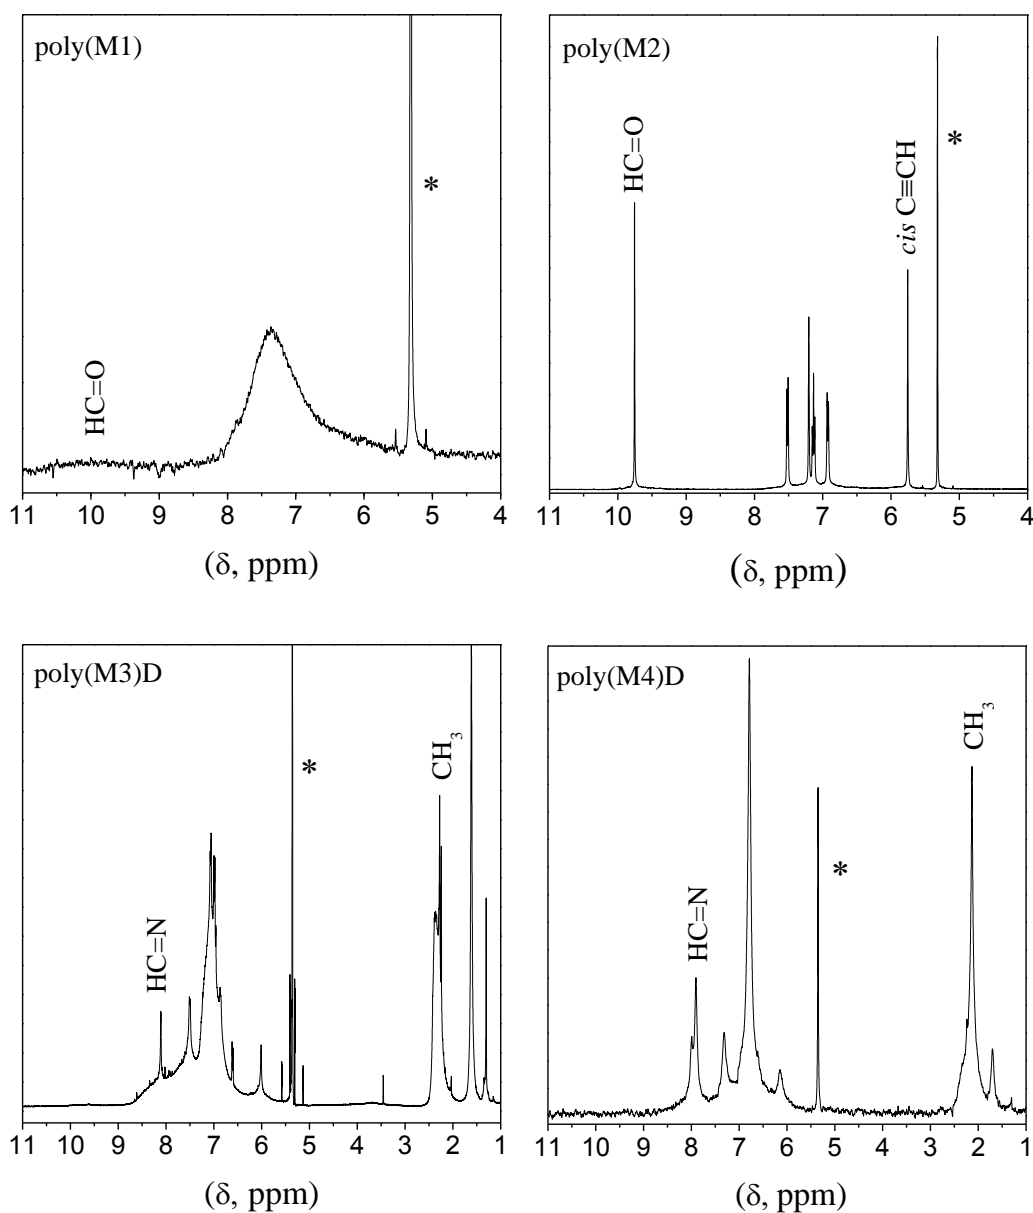 poly(M1)
HC=O
*
11 10 9 8 7 6 5 4
(δ, ppm)
poly(M2)
HC=O
cis C≡CH
*
11 10 9 8 7 6 5 4
(δ, ppm)
poly(M3)D
HC=N
*
CH3
11 10 9 8 7 6 5 4 3 2 1
(δ, ppm)
poly(M4)D
HC=N
*
CH3
11 10 9 8 7 6 5 4 3 2 1
(δ, ppm)